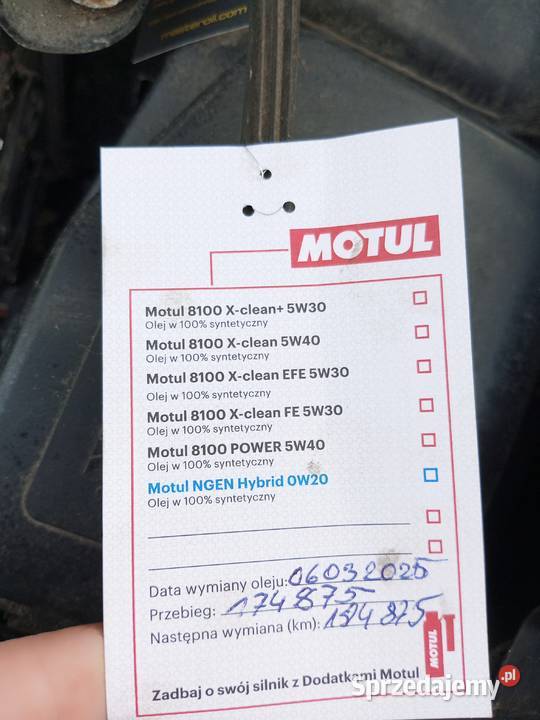 masteroil.com
MOTUL
Motul 8100 X-clean+ 5W30
Olej w 100% syntetyczny
Motul 8100 X-clean 5W40
Olej w 100% syntetyczny
Motul 8100 X-clean EFE 5W30
Olej w 100% syntetyczny
Motul 8100 X-clean FE 5W30
Olej w 100% syntetyczny
Motul 8100 POWER 5W40
Olej w 100% syntetyczny
Motul NGEN Hybrid 0W20
Olej w 100% syntetyczny
Data wymiany oleju: 06032025
Przebieg: 174875
Następna wymiana (km): 184875
MOTUL
Zadbaj o swój silnik z Dodatkami Motul
Sprzedajemy.pl